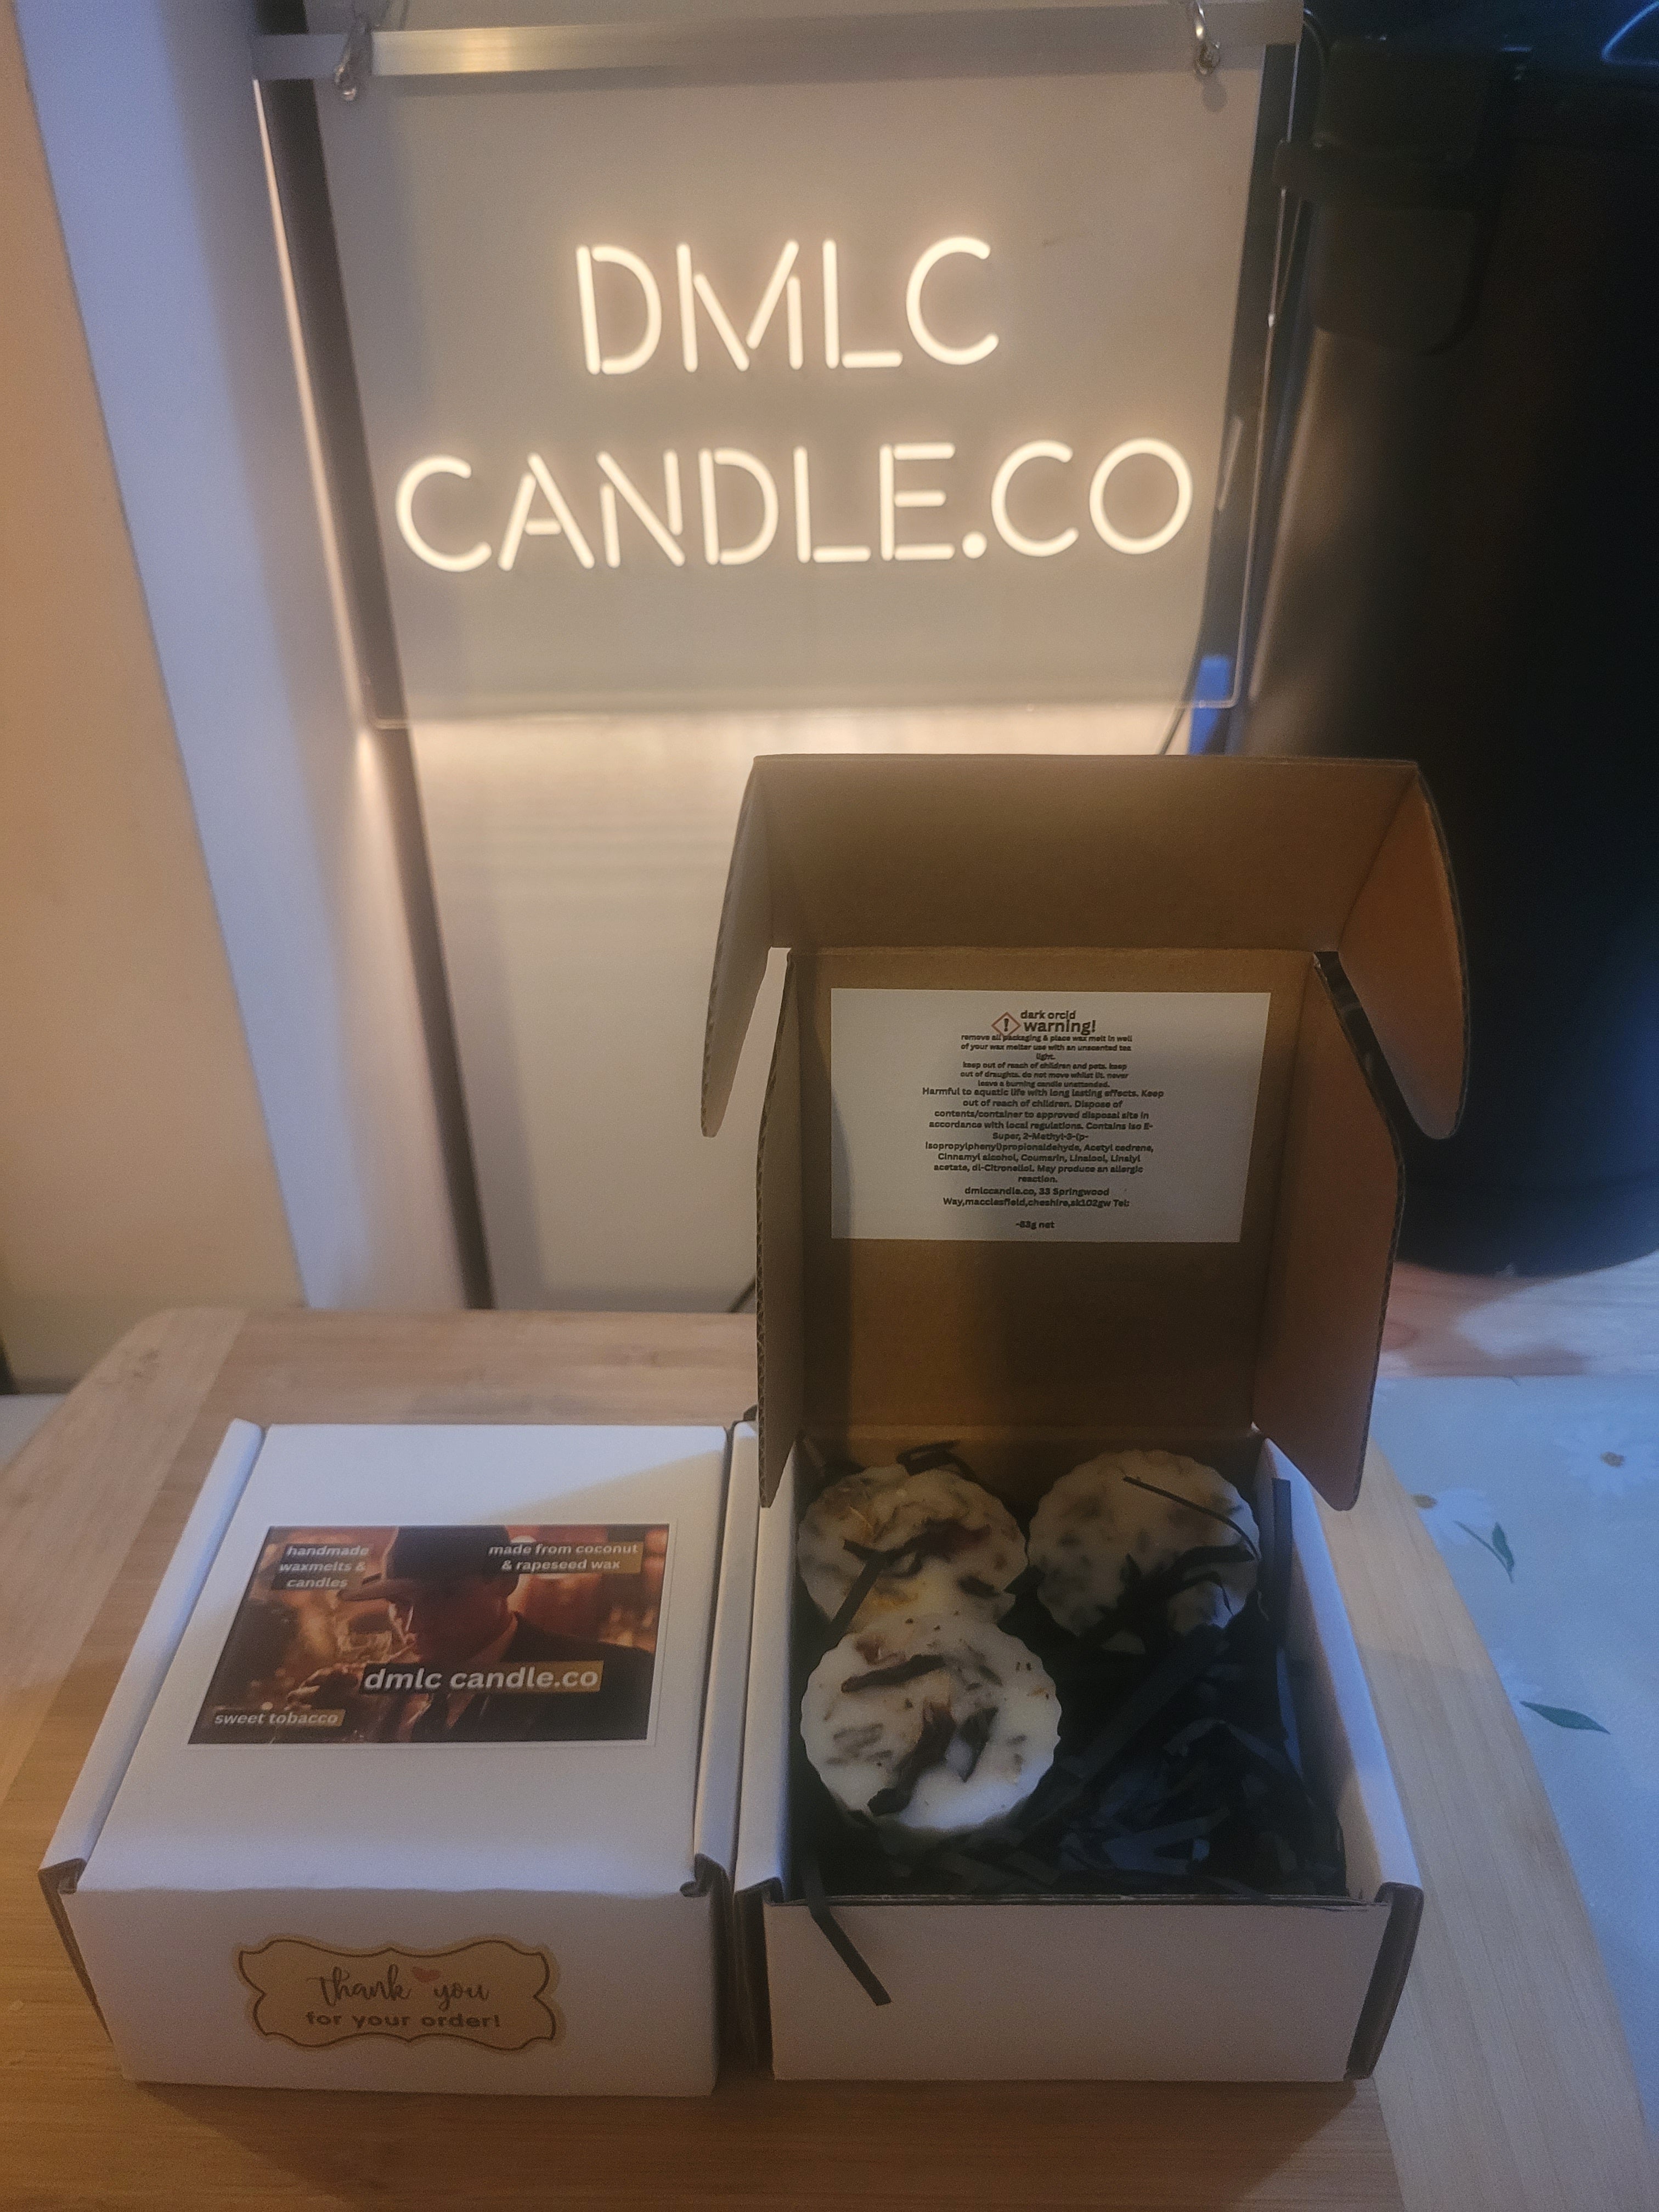 DMLC
CANDLE.CO
dark orcid
warning!
remove all packaging & place wax melt in well
of your wax melter use with an unscented tea
light.
keep out of reach of children and pets. keep
out of draughts. do not move whilst lit. never
leave a burning candle unattended.
Harmful to aquatic life with long lasting effects. Keep
out of reach of children. Dispose of
contents/container to approved disposal site in
accordance with local regulations. Contains Iso E-
Super, 2-Methyl-3-(p-
isopropylphenyl)propionaldehyde, Acetyl cedrene,
Cinnamyl alcohol, Coumarin, Linalool, Linalyl
acetate, dl-Citronellol. May produce an allergic
reaction.
dmlccandle.co, 33 Springwood
Way,macclesfield,cheshire,sk102gw Tel:
-83g net
handmade
waxmelts &
candles
made from coconut
& rapeseed wax
dmlc candle.co
sweet tobacco
thank you
for your order!